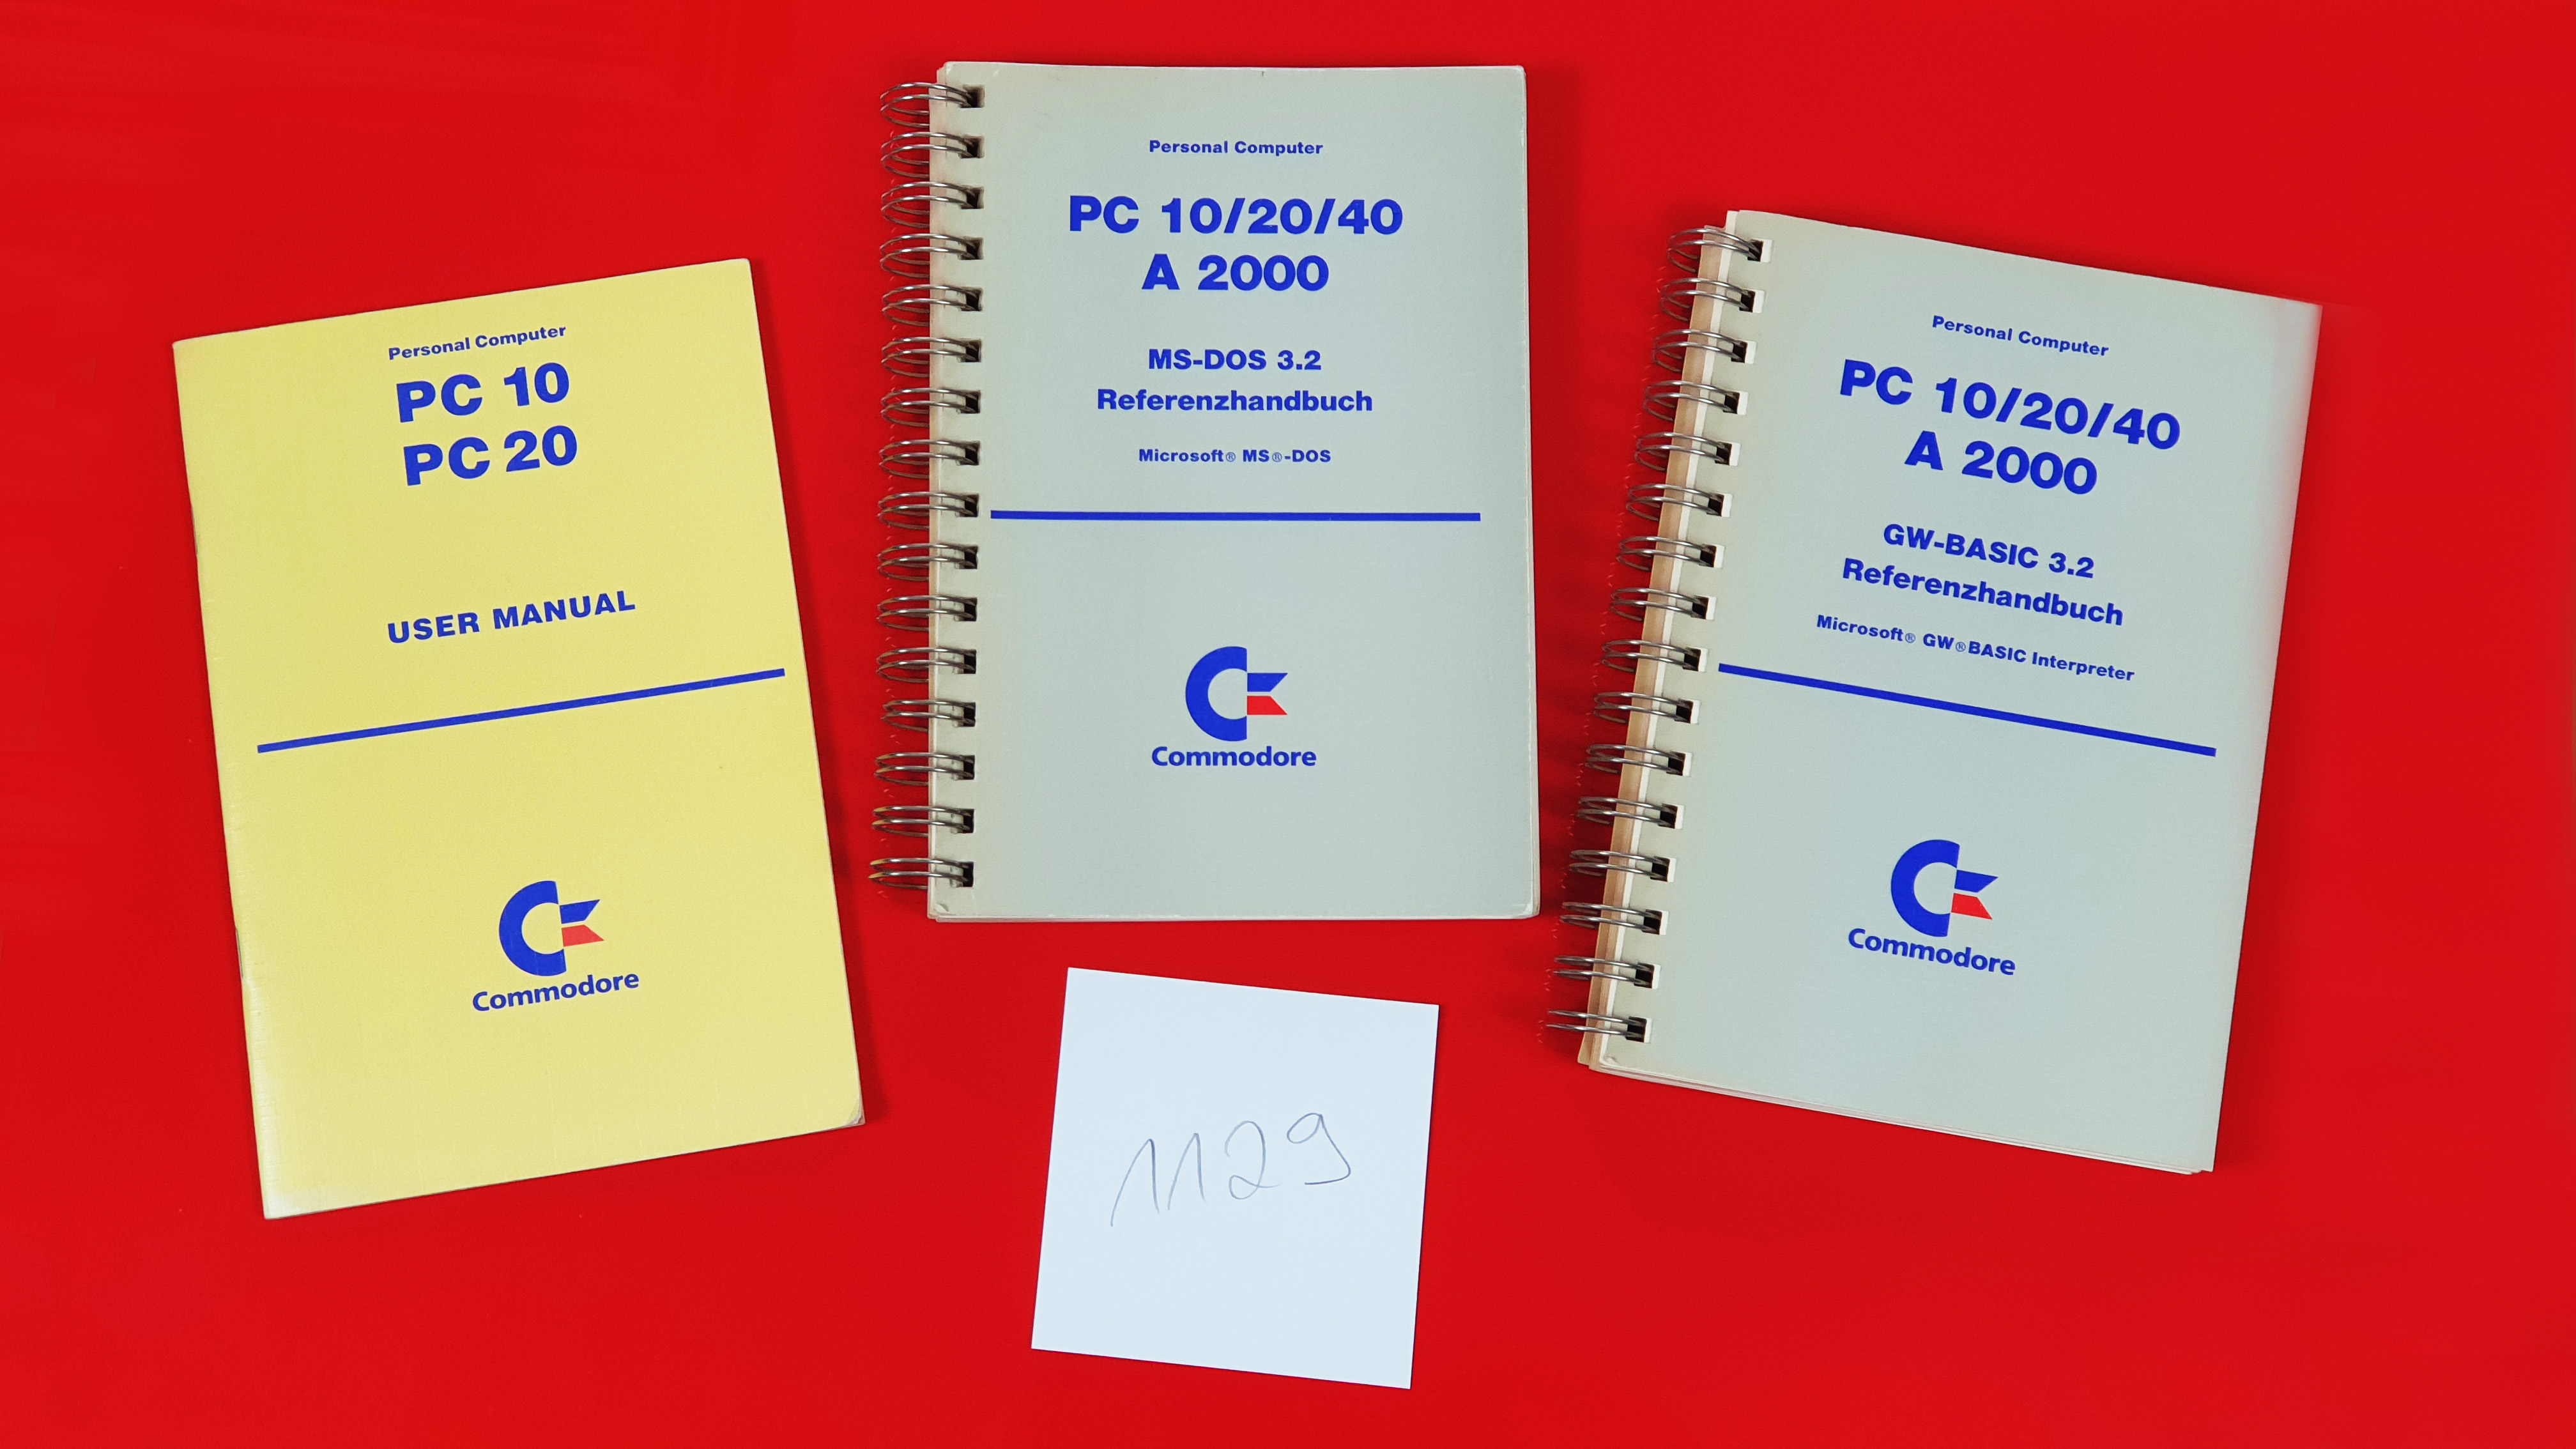 Personal Computer
PC 10
PC 20
USER MANUAL
Commodore
Personal Computer
PC 10/20/40
A 2000
MS-DOS 3.2
Referenzhandbuch
Microsoft® MS®-DOS
Commodore
Personal Computer
PC 10/20/40
A 2000
GW-BASIC 3.2
Referenzhandbuch
Microsoft® GW®BASIC Interpreter
Commodore
1129